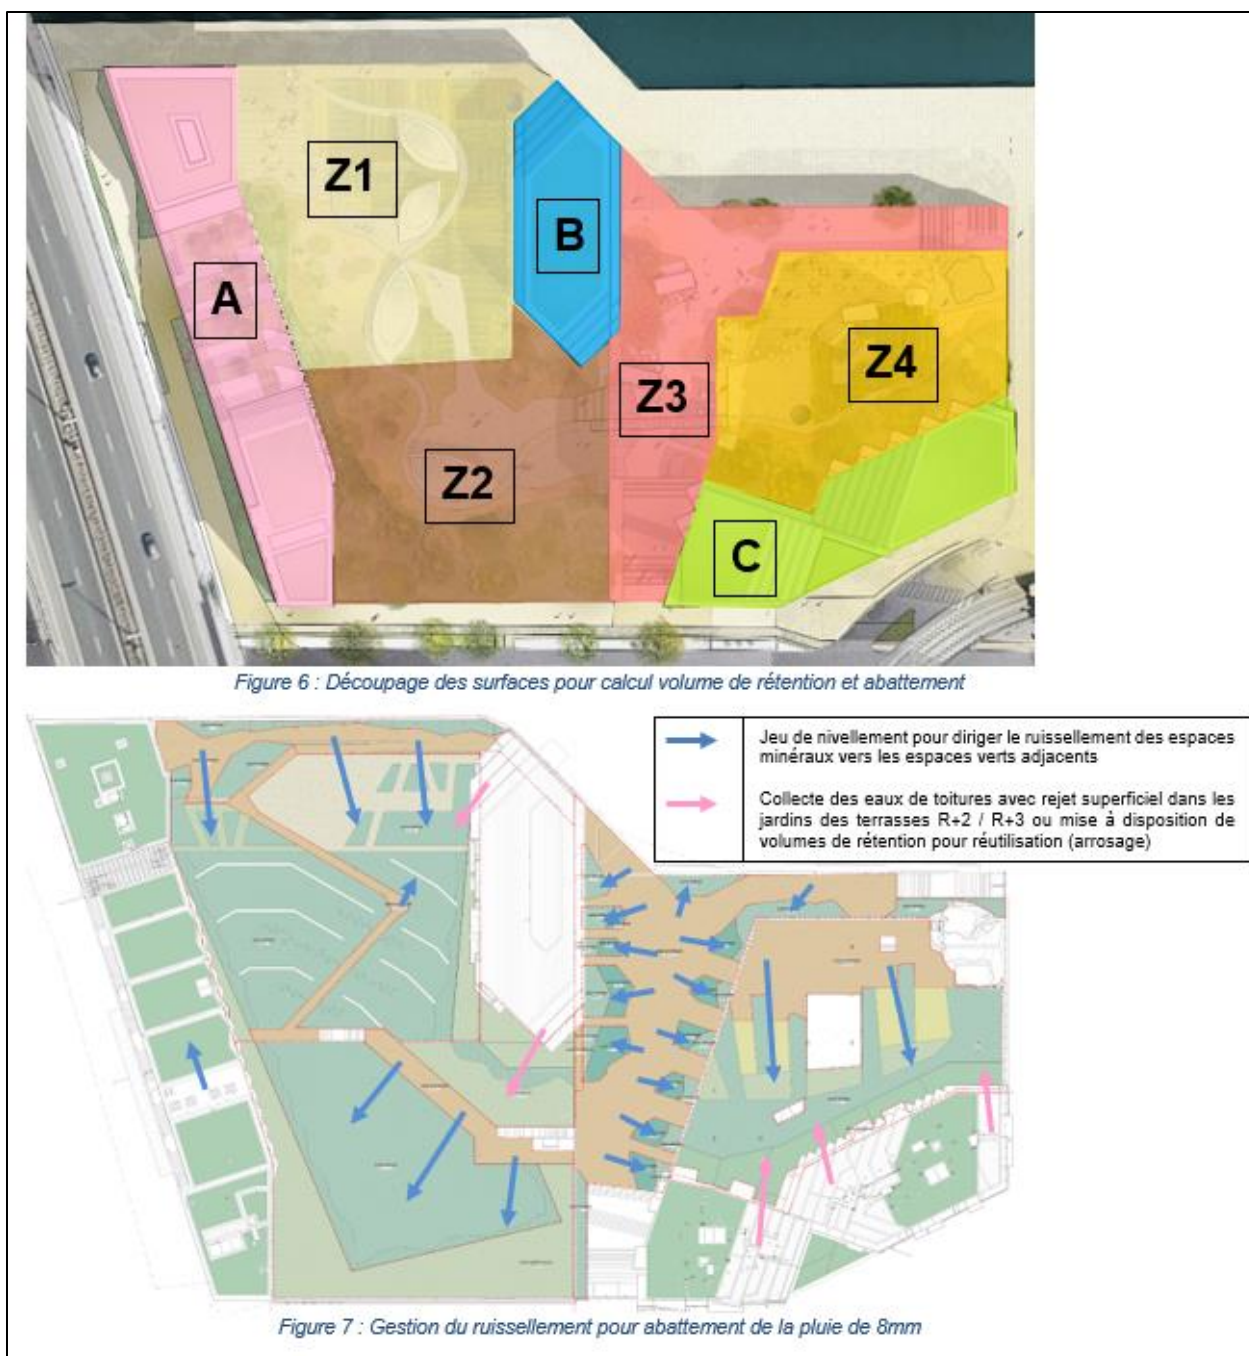 Z1
B
A
Z3
Z4
Z2
C
Figure 6 : Découpage des surfaces pour calcul volume de rétention et abattement
Jeu de nivellement pour diriger le ruissellement des espaces
minéraux vers les espaces verts adjacents
Collecte des eaux de toitures avec rejet superficiel dans les
jardins des terrasses R+2 / R+3 ou mise à disposition de
volumes de rétention pour réutilisation (arrosage)
Figure 7 : Gestion du ruissellement pour abattement de la pluie de 8mm